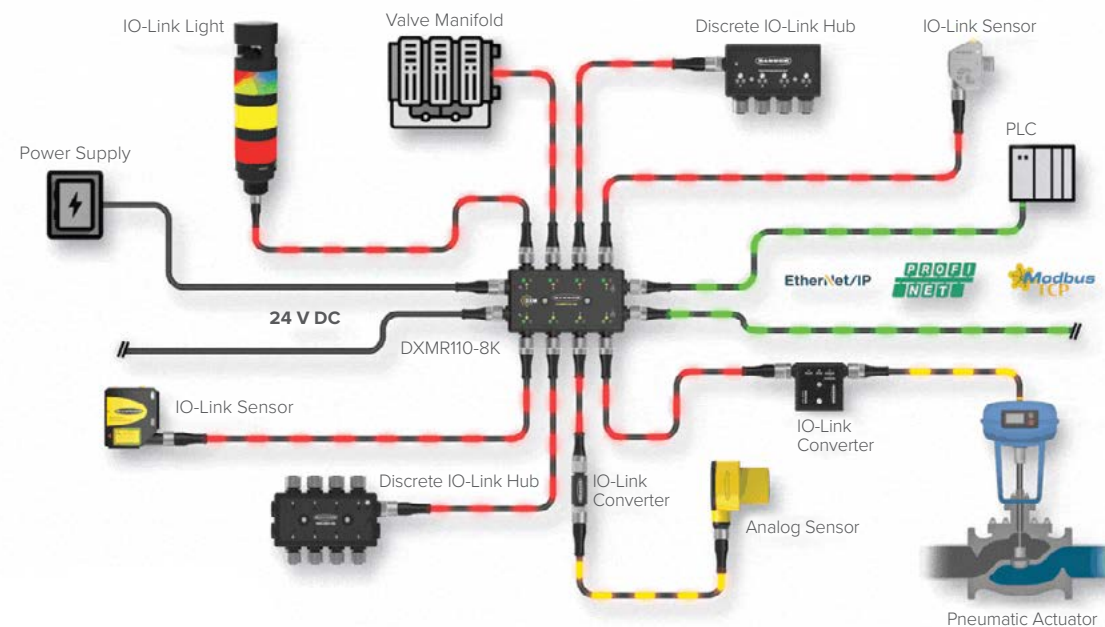 IO-Link Light
Valve Manifold
Discrete IO-Link Hub
IO-Link Sensor
PLC
Power Supply
BANNER
EtherNet/IP
PROFI
NET
Modbus
TCP
24 V DC
DXMR110-8K
IO-Link Sensor
IO-Link
Converter
Discrete IO-Link Hub
IO-Link
Converter
Analog Sensor
Pneumatic Actuator